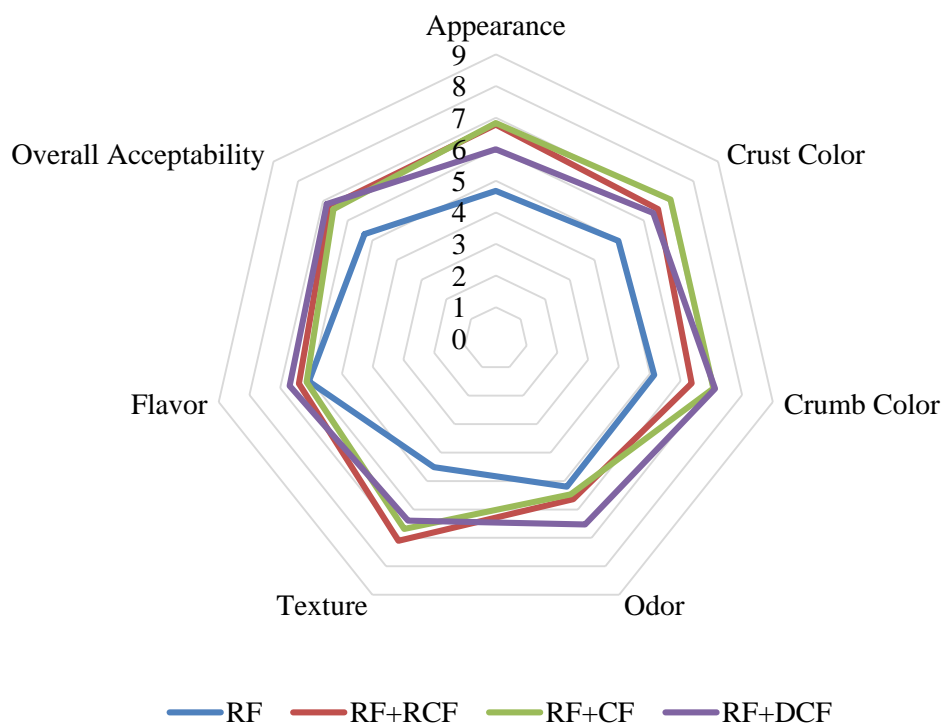 Appearance
9
8
7
6
5
4
3
2
1
0
Overall Acceptability
Crust Color
Flavor
Crumb Color
Texture
Odor
RF RF+RCF RF+CF RF+DCF